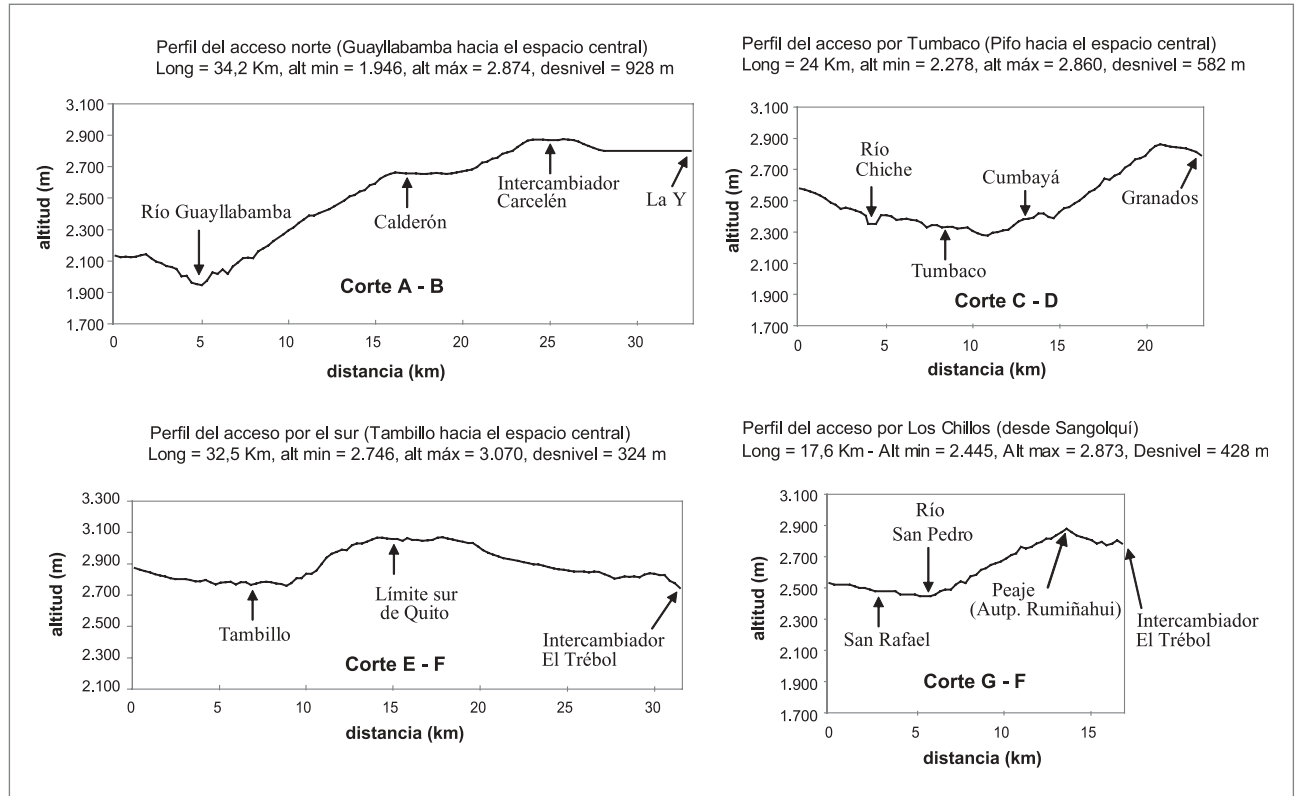 Perfil del acceso norte (Guayllabamba hacia el espacio central)
Long = 34,2 Km, alt min = 1.946, alt máx = 2.874, desnivel = 928 m
altitud (m)
3.100
2.900
2.700
2.500
2.300
2.100
1.900
1.700
Río Guayllabamba
Calderón
Intercambiador
Carcelén
La Y
Corte A - B
0 5 10 15 20 25 30
distancia (km)
Perfil del acceso por Tumbaco (Pifo hacia el espacio central)
Long = 24 Km, alt min = 2.278, alt máx = 2.860, desnivel = 582 m
altitud (m)
3.100
2.900
2.700
2.500
2.300
2.100
1.900
1.700
Río
Chiche
Tumbaco
Cumbayá
Granados
Corte C - D
0 5 10 15 20
distancia (km)
Perfil del acceso por el sur (Tambillo hacia el espacio central)
Long = 32,5 Km, alt min = 2.746, alt máx = 3.070, desnivel = 324 m
altitud (m)
3.300
3.100
2.900
2.700
2.500
2.300
2.100
Tambillo
Límite sur
de Quito
Intercambiador
El Trébol
Corte E - F
0 5 10 15 20 25 30
distancia (km)
Perfil del acceso por Los Chillos (desde Sangolquí)
Long = 17,6 Km - Alt min = 2.445, Alt max = 2.873, Desnivel = 428 m
altitud (m)
3.100
2.900
2.700
2.500
2.300
2.100
1.900
1.700
Río
San Pedro
San Rafael
Peaje
(Autp. Rumiñahui)
Intercambiador
El Trébol
Corte G - F
0 5 10 15
distancia (km)